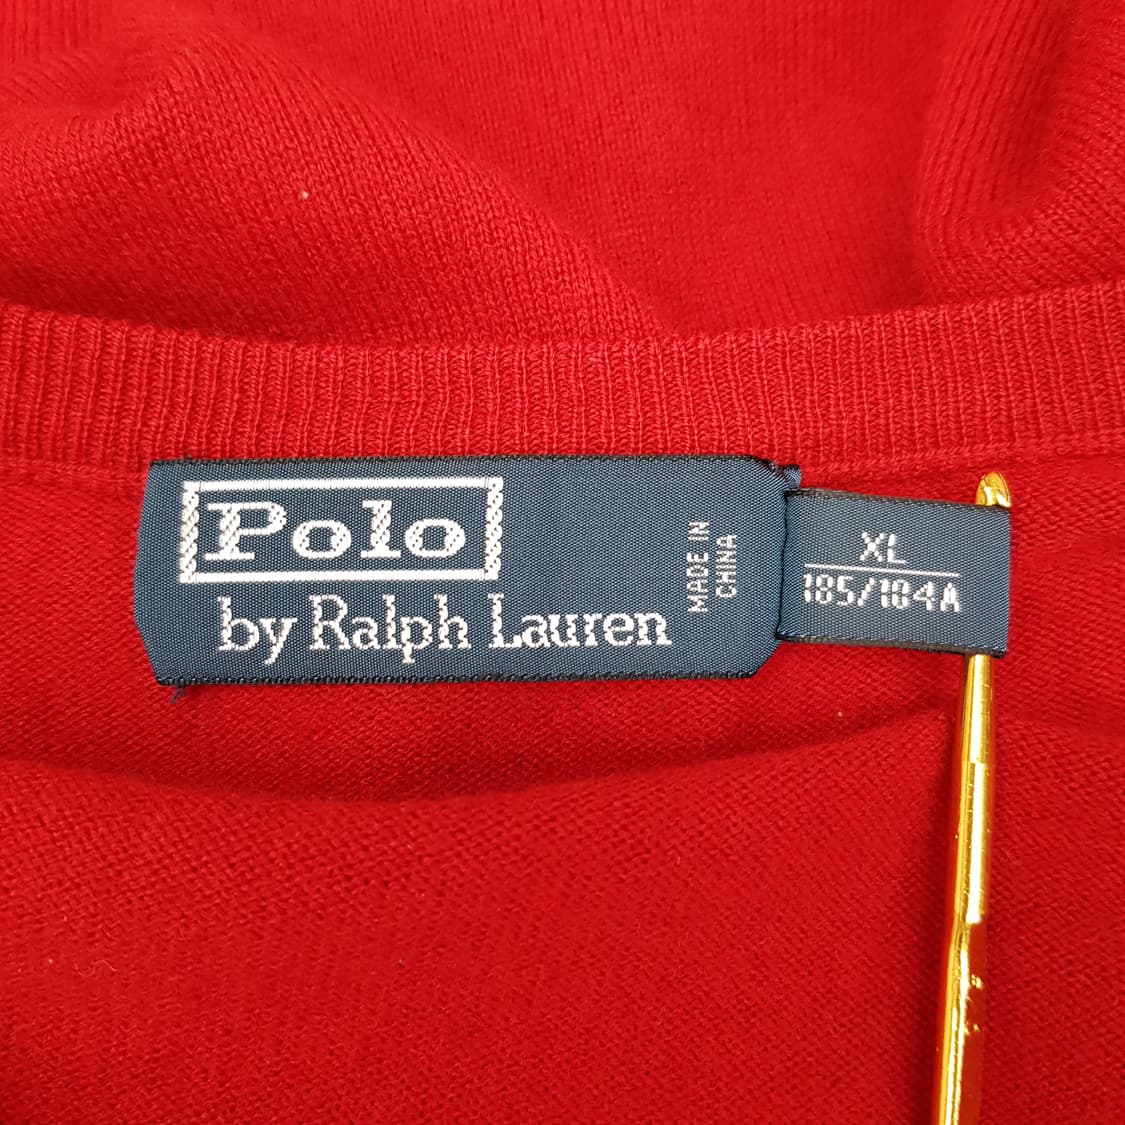 Polo
by Ralph Lauren
MADE IN
CHINA
XL
185/104A